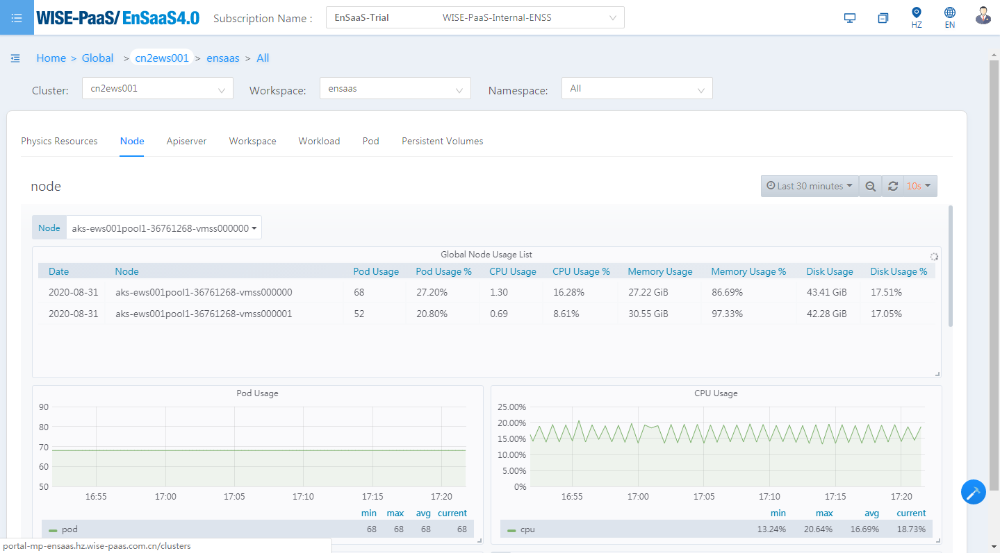 WISE-PaaS/ EnSaaS4.0 Subscription Name : EnSaaS-Trial WISE-PaaS-Internal-ENSS HZ EN
Home > Global > cn2ews001 > ensaas > All
Cluster: cn2ews001 Workspace: ensaas Namespace: All
Physics Resources Node Apiserver Workspace Workload Pod Persistent Volumes
node Last 30 minutes 10s
Node aks-ews001pool1-36761268-vmss000000
Global Node Usage List
Date Node Pod Usage Pod Usage % CPU Usage CPU Usage % Memory Usage Memory Usage % Disk Usage Disk Usage %
2020-08-31 aks-ews001pool1-36761268-vmss000000 68 27.20% 1.30 16.28% 27.22 GiB 86.69% 43.41 GiB 17.51%
2020-08-31 aks-ews001pool1-36761268-vmss000001 52 20.80% 0.69 8.61% 30.55 GiB 97.33% 42.28 GiB 17.05%
Pod Usage
90
80
70
60
50
16:55 17:00 17:05 17:10 17:15 17:20
min max avg current
pod 68 68 68 68
CPU Usage
25.00%
20.00%
15.00%
10.00%
5.00%
0%
16:55 17:00 17:05 17:10 17:15 17:20
min max avg current
cpu 13.24% 20.64% 16.69% 18.73%
portal-mp-ensaas.hz.wise-paas.com.cn/clusters